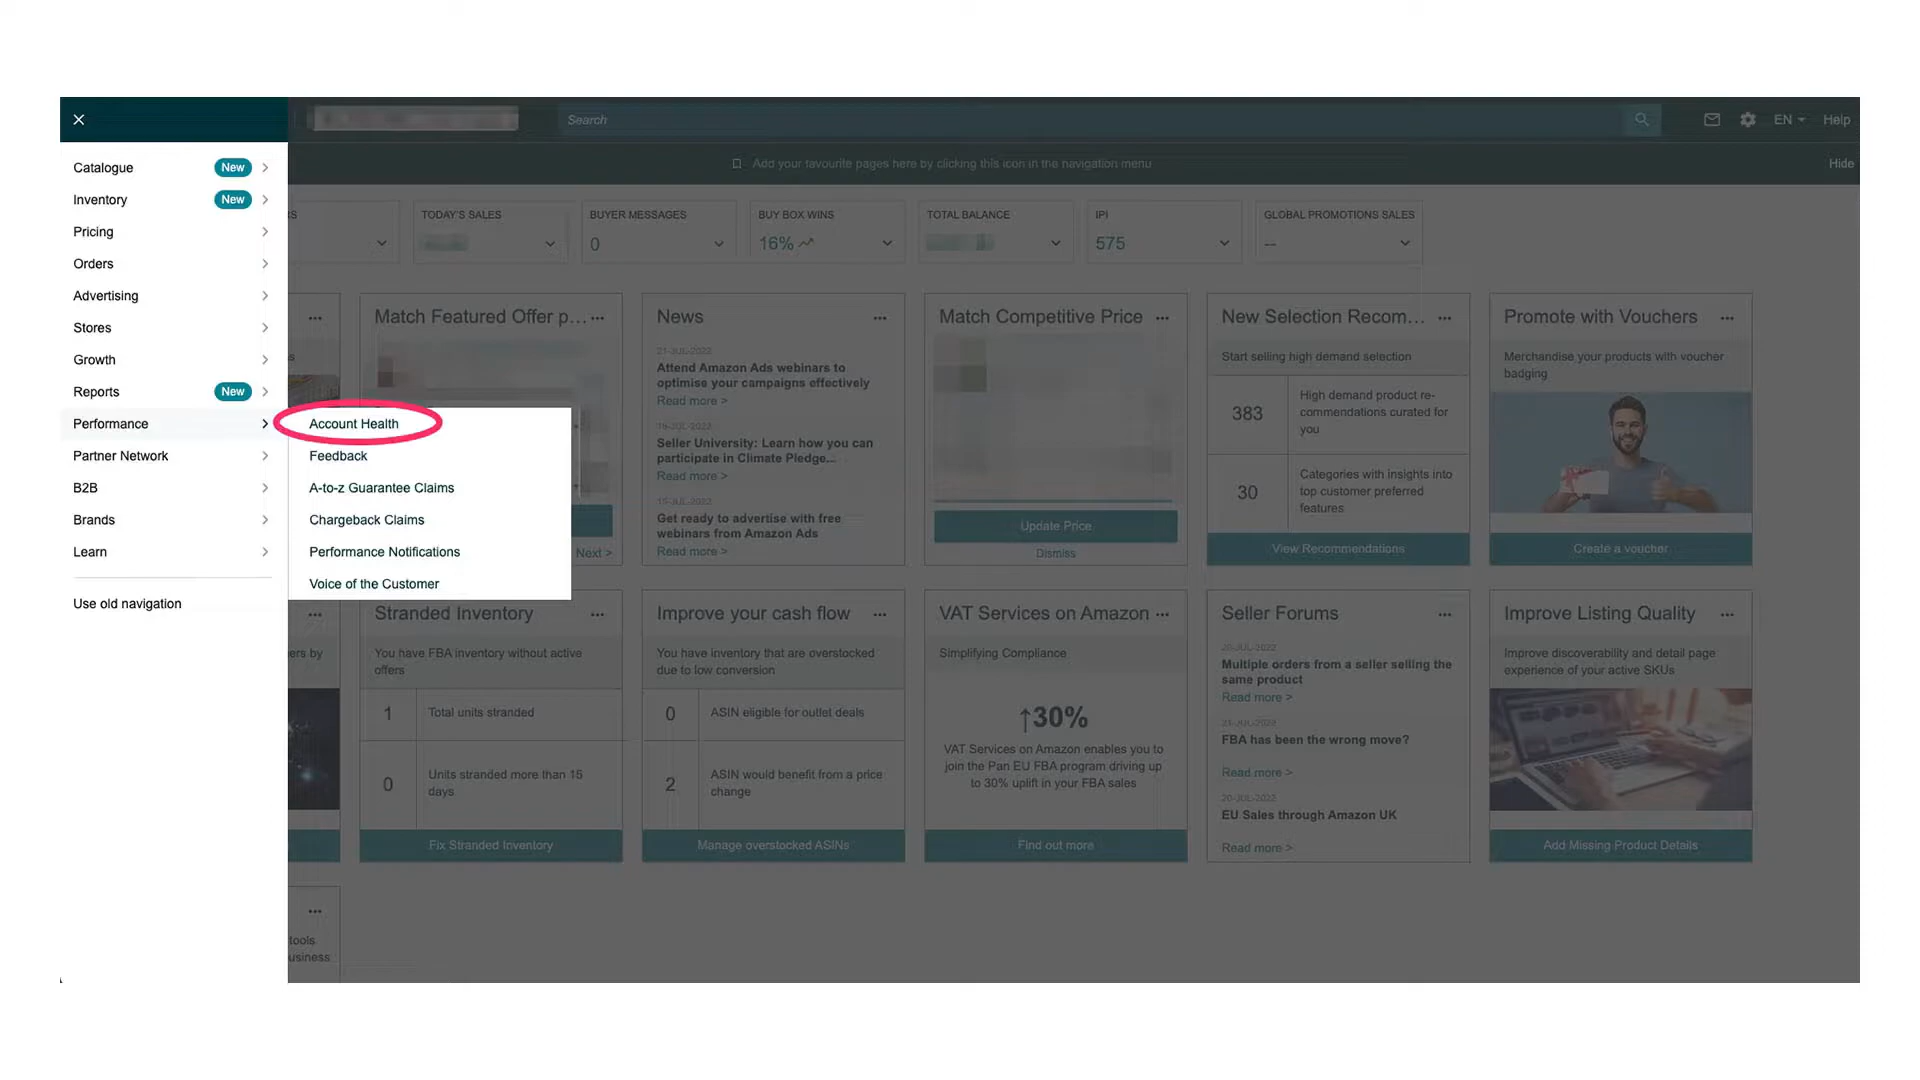 Search
EN
Help
Add your favourite pages here by clicking this icon in the navigation menu
Hide
Catalogue New
Inventory New
Pricing
Orders
Advertising
Stores
Growth
Reports New
Performance
Partner Network
B2B
Brands
Learn
Use old navigation
Account Health
Feedback
A-to-z Guarantee Claims
Chargeback Claims
Performance Notifications
Voice of the Customer
TODAY'S SALES
BUYER MESSAGES
0
BUY BOX WINS
16%
TOTAL BALANCE
IPI
575
GLOBAL PROMOTIONS SALES
--
Match Featured Offer p...
Next >
News
21-JUL-2022
Attend Amazon Ads webinars to
optimise your campaigns effectively
Read more >
Seller University: Learn how you can
participate in Climate Pledge...
Read more >
Get ready to advertise with free
webinars from Amazon Ads
Read more >
Match Competitive Price
Update Price
Dismiss
New Selection Recom...
Start selling high demand selection
383
High demand product re-
commendations curated for
you
30
Categories with insights into
top customer preferred
features
View Recommendations
Promote with Vouchers
Merchandise your products with voucher
badging
Create a voucher
ers by
Stranded Inventory
You have FBA inventory without active
offers
1
Total units stranded
0
Units stranded more than 15
days
Fix Stranded Inventory
Improve your cash flow
You have inventory that are overstocked
due to low conversion
0
ASIN eligible for outlet deals
2
ASIN would benefit from a price
change
Manage overstocked ASINs
VAT Services on Amazon
Simplifying Compliance
↑30%
VAT Services on Amazon enables you to
join the Pan EU FBA program driving up
to 30% uplift in your FBA sales
Find out more
Seller Forums
20-JUL-2022
Multiple orders from a seller selling the
same product
Read more >
21-JUL-2022
FBA has been the wrong move?
Read more >
20-JUL-2022
EU Sales through Amazon UK
Read more >
Improve Listing Quality
Improve discoverability and detail page
experience of your active SKUs
Add Missing Product Details
tools
usiness